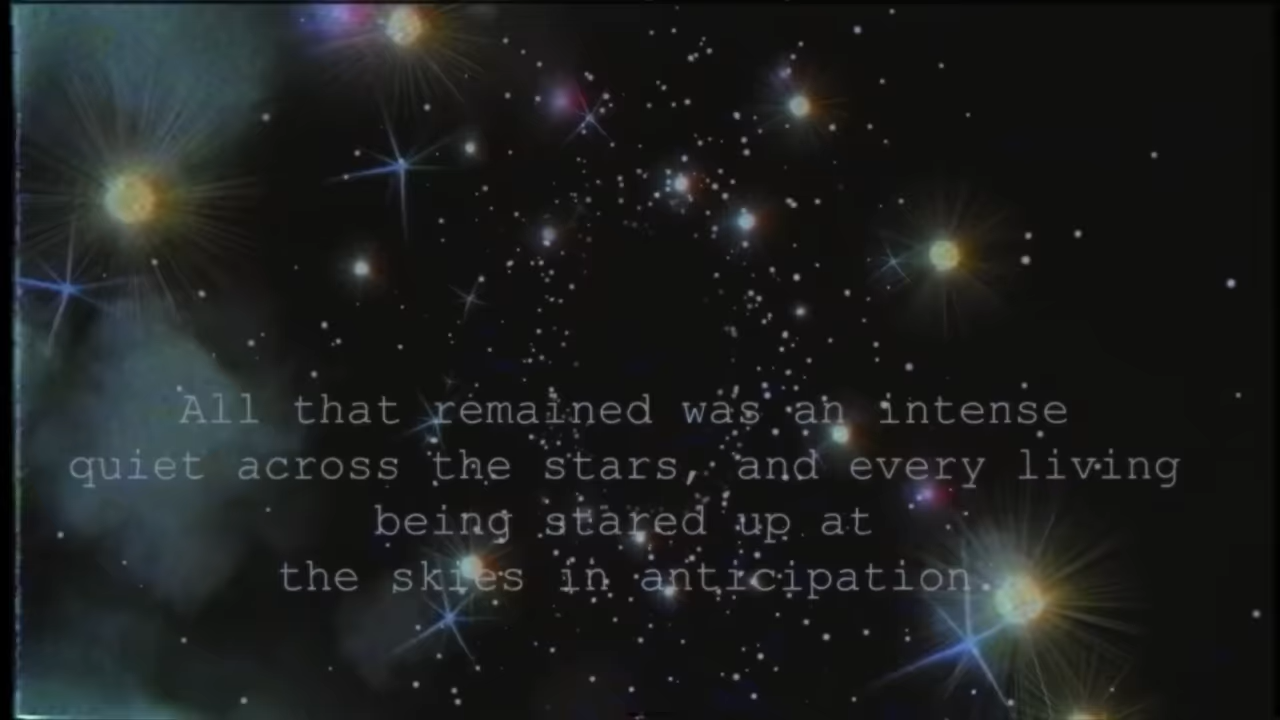 All that remained was an intense
quiet across the stars, and every living
being stared up at
the skies in anticipation.